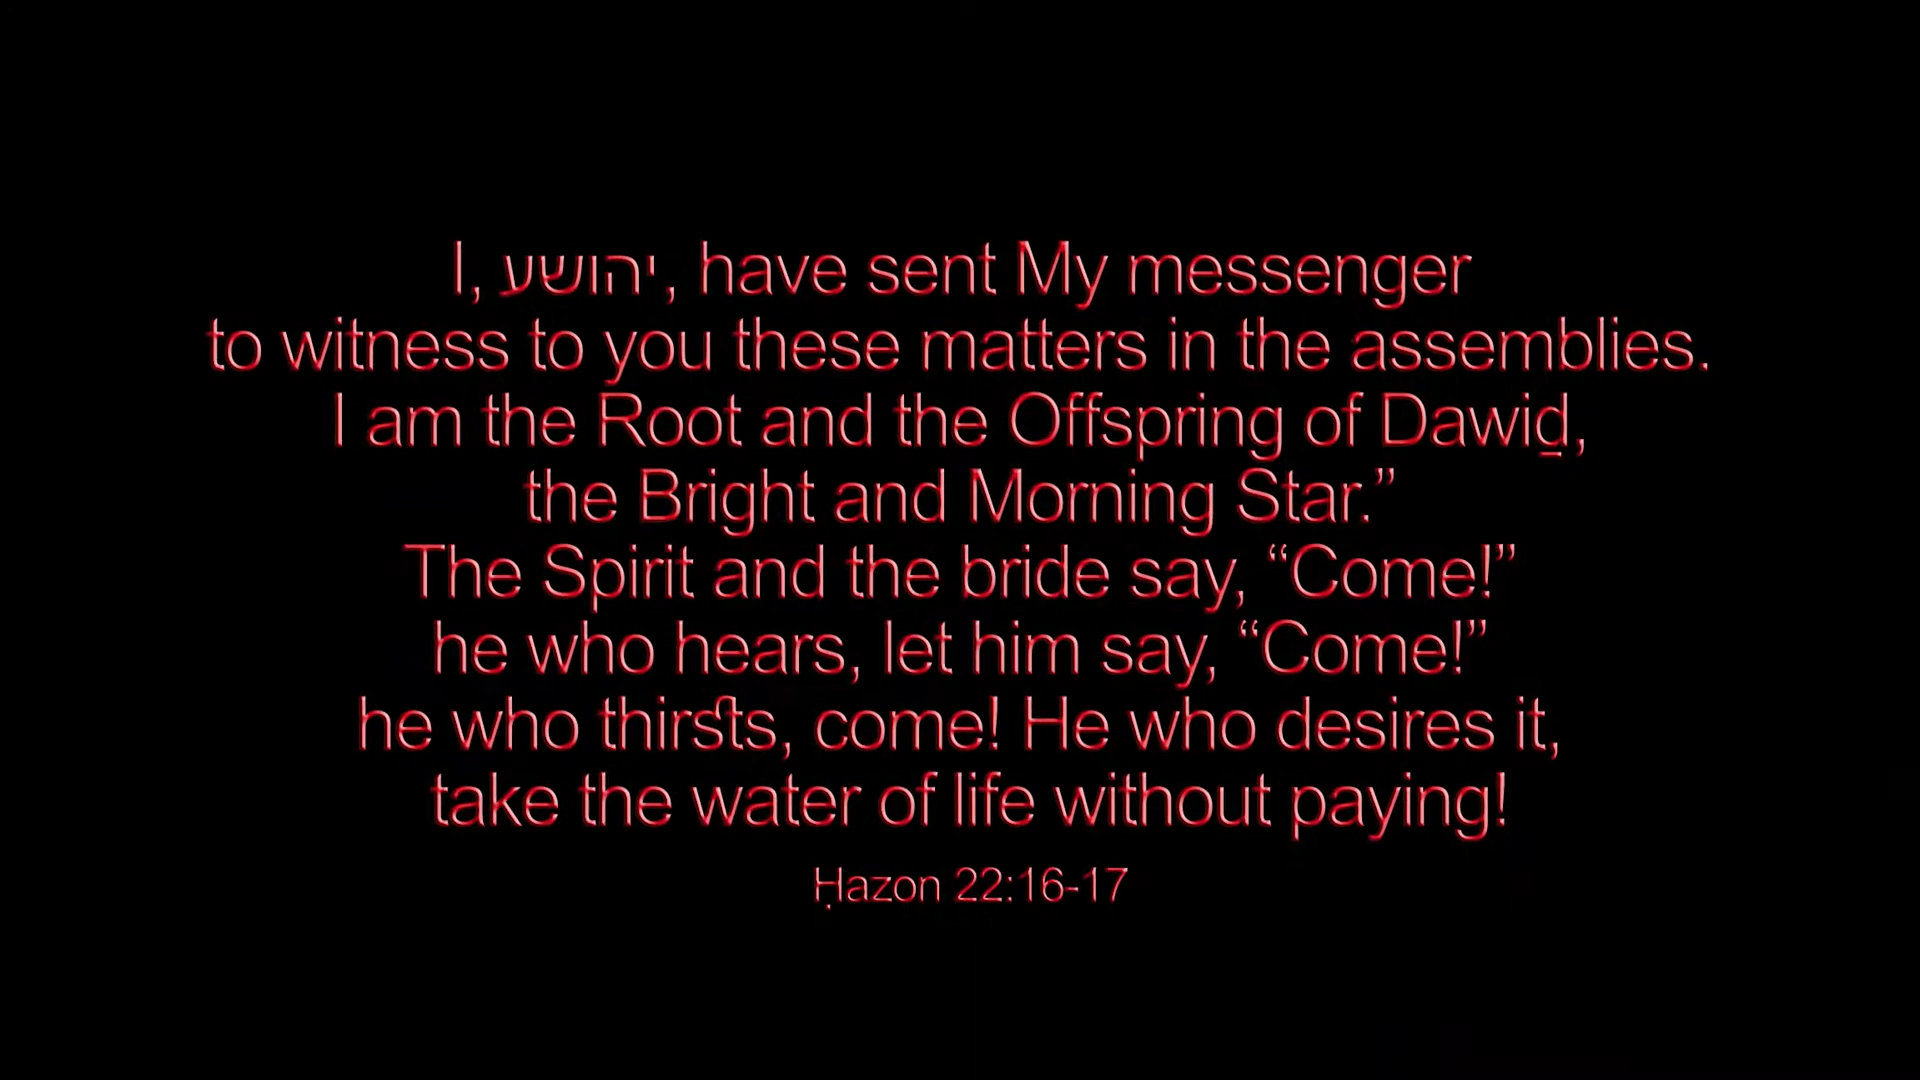 I, יהושע, have sent My messenger
to witness to you these matters in the assemblies.
I am the Root and the Offspring of Dawiḏ,
the Bright and Morning Star.”
The Spirit and the bride say, “Come!”
he who hears, let him say, “Come!”
he who thirsts, come! He who desires it,
take the water of life without paying!
Ḥazon 22:16-17